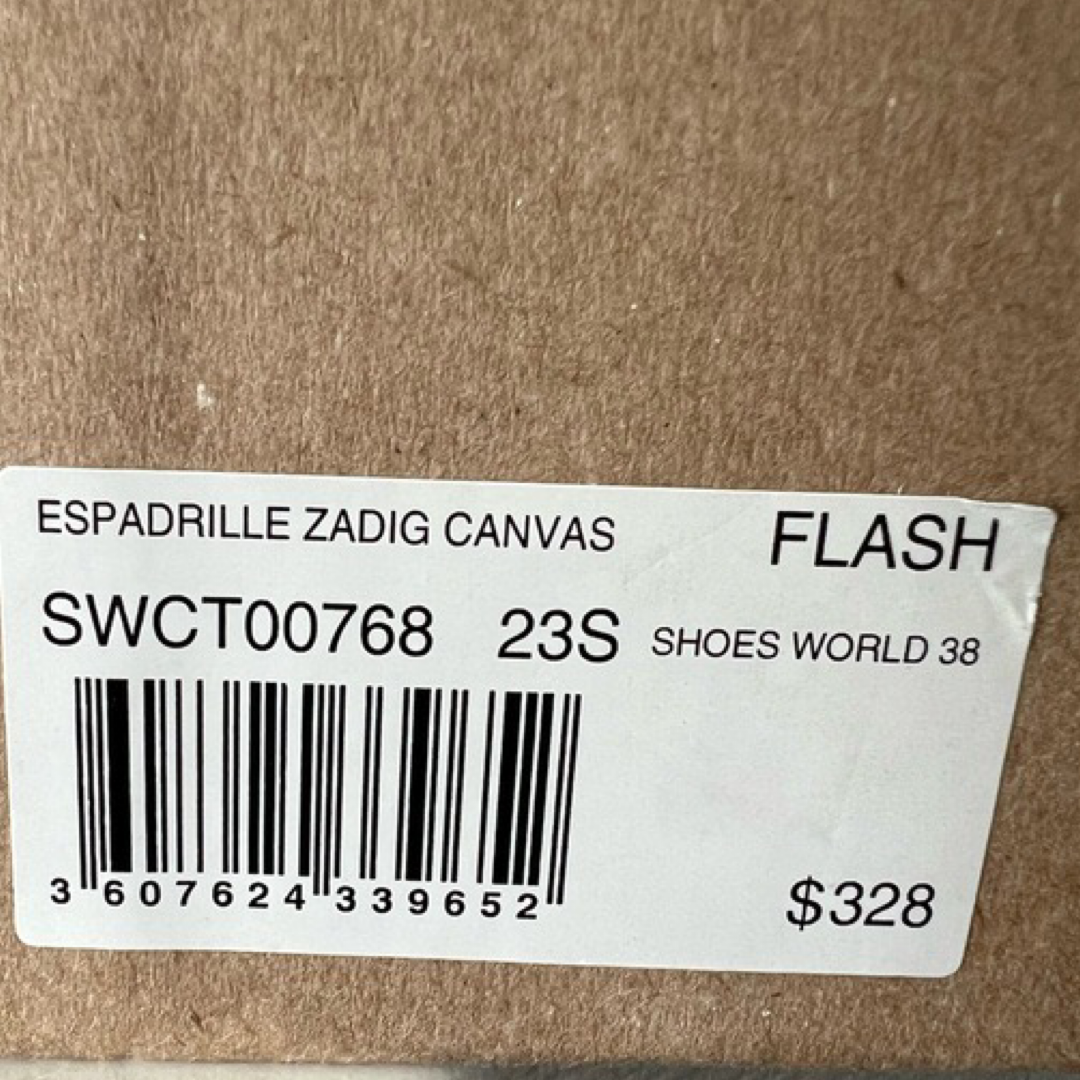 ESPADRILLE ZADIG CANVAS FLASH
SWCT00768 23S SHOES WORLD 38
3 607624 339652
$328